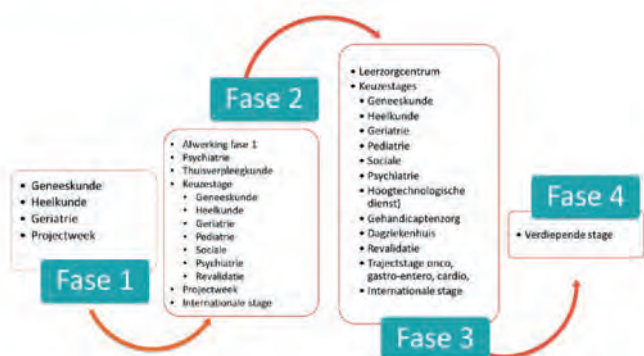 Geneeskunde
Heelkunde
Geriatrie
Projectweek
Fase 1
Fase 2
Afwerking fase 1
Psychiatrie
Thuisverpleegkunde
Keuzestage
Geneeskunde
Heelkunde
Geriatrie
Pediatrie
Sociale
Psychiatrie
Revalidatie
Projectweek
Internationale stage
Leerzorgcentrum
Keuzestages
Geneeskunde
Heelkunde
Geriatrie
Pediatrie
Sociale
Psychiatrie
Hoogtechnologische
dienst)
Gehandicaptenzorg
Dagziekenhuis
Revalidatie
Trajectstage onco,
gastro-entero, cardio,
Internationale stage
Fase 3
Fase 4
Verdiepende stage